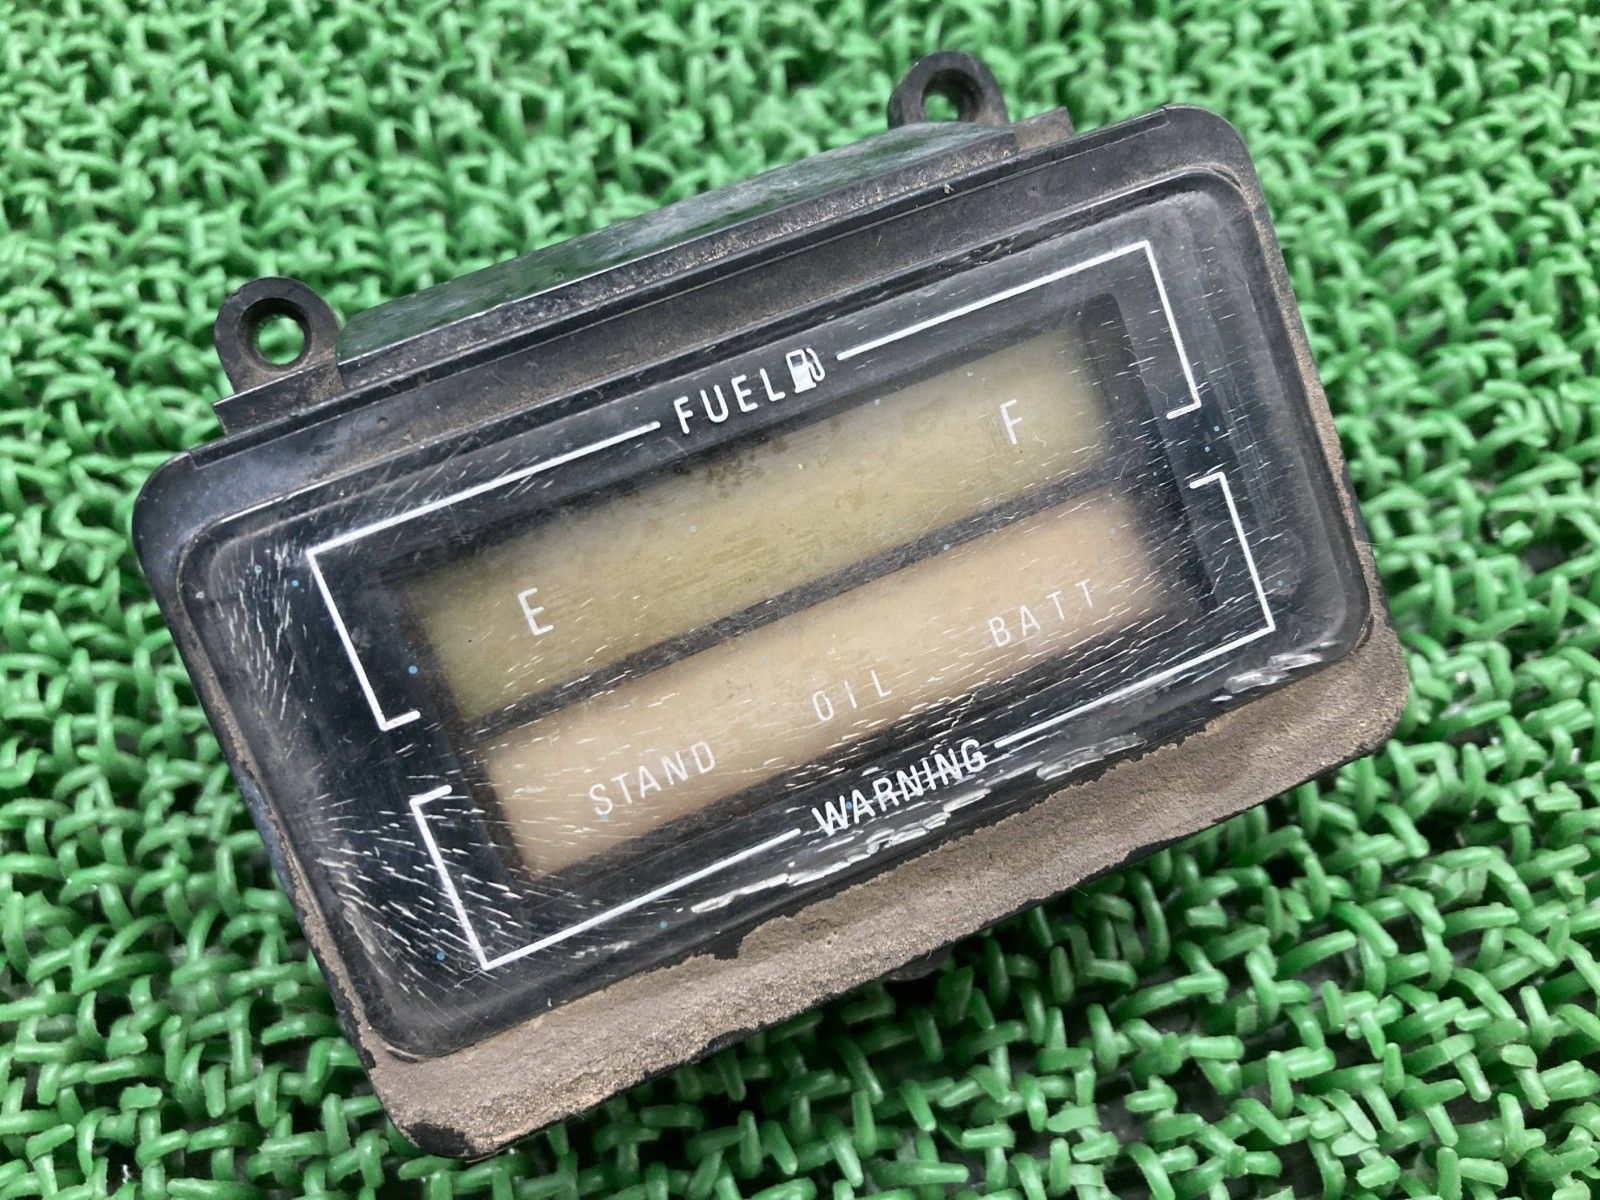 FUEL
E F
STAND OIL BATT
WARNING